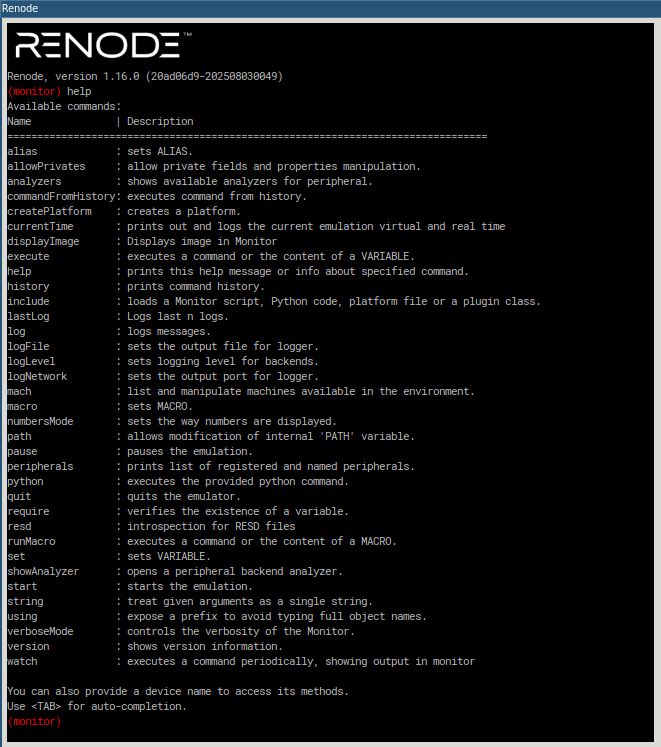 Renode
RENODE™
Renode, version 1.16.0 (20ad06d9-202508030049)
(monitor) help
Available commands:
Name | Description
================================================================================
alias : sets ALIAS.
allowPrivates : allow private fields and properties manipulation.
analyzers : shows available analyzers for peripheral.
commandFromHistory: executes command from history.
createPlatform : creates a platform.
currentTime : prints out and logs the current emulation virtual and real time
displayImage : Displays image in Monitor
execute : executes a command or the content of a VARIABLE.
help : prints this help message or info about specified command.
history : prints command history.
include : loads a Monitor script, Python code, platform file or a plugin class.
lastLog : Logs last n logs.
log : logs messages.
logFile : sets the output file for logger.
logLevel : sets logging level for backends.
logNetwork : sets the output port for logger.
mach : list and manipulate machines available in the environment.
macro : sets MACRO.
numbersMode : sets the way numbers are displayed.
path : allows modification of internal 'PATH' variable.
pause : pauses the emulation.
peripherals : prints list of registered and named peripherals.
python : executes the provided python command.
quit : quits the emulator.
require : verifies the existence of a variable.
resd : introspection for RESD files
runMacro : executes a command or the content of a MACRO.
set : sets VARIABLE.
showAnalyzer : opens a peripheral backend analyzer.
start : starts the emulation.
string : treat given arguments as a single string.
using : expose a prefix to avoid typing full object names.
verboseMode : controls the verbosity of the Monitor.
version : shows version information.
watch : executes a command periodically, showing output in monitor
You can also provide a device name to access its methods.
Use <TAB> for auto-completion.
(monitor)